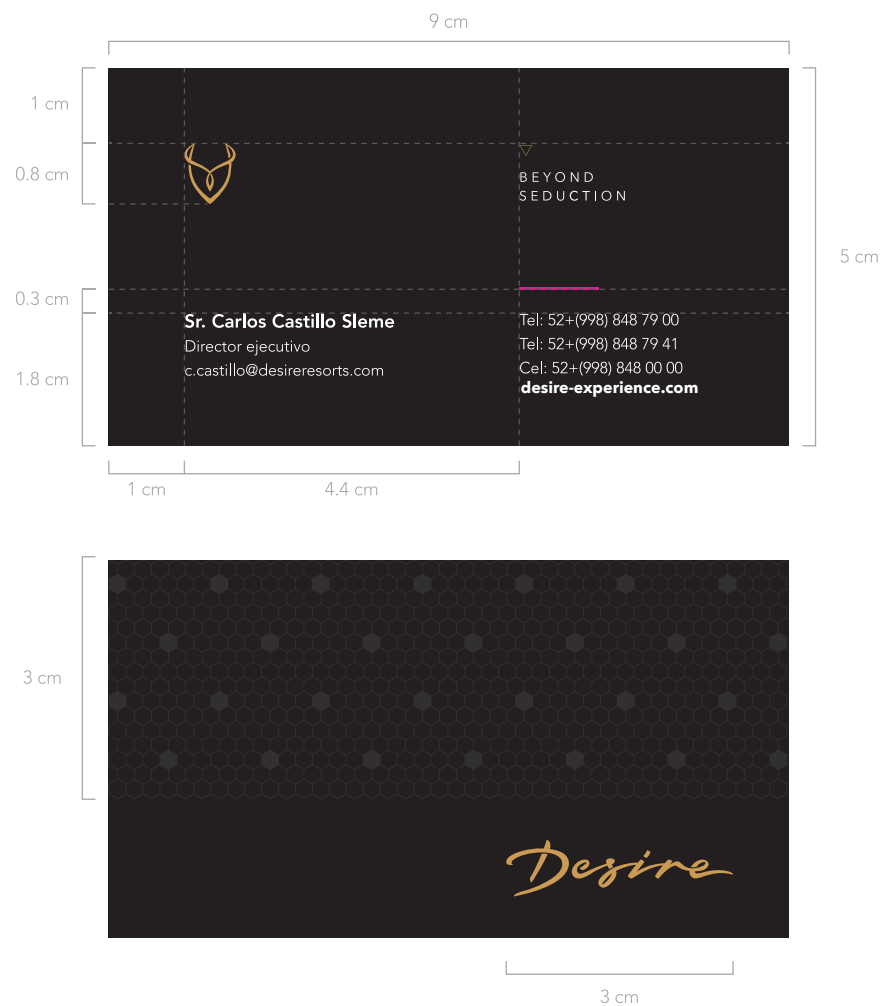 9 cm
1 cm
0.8 cm
BEYOND
SEDUCTION
5 cm
0.3 cm
1.8 cm
Sr. Carlos Castillo Sleme
Director ejecutivo
c.castillo@desireresorts.com
Tel: 52+(998) 848 79 00
Tel: 52+(998) 848 79 41
Cel: 52+(998) 848 00 00
desire-experience.com
1 cm
4.4 cm
3 cm
Desire
3 cm